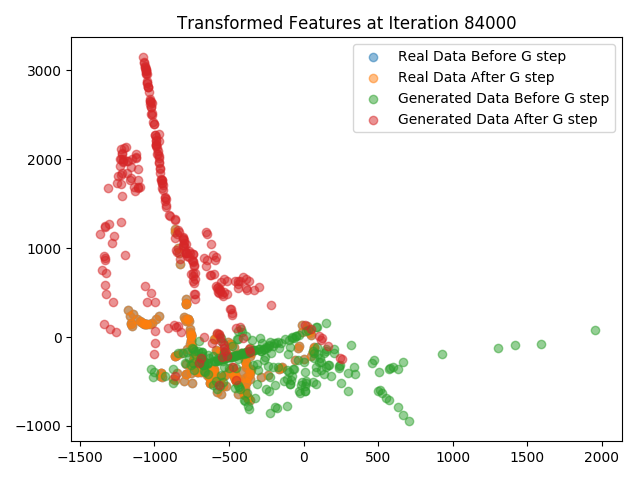 Transformed Features at Iteration 84000
Real Data Before G step
Real Data After G step
Generated Data Before G step
Generated Data After G step
3000
2000
1000
0
−1000
−1500 −1000 −500 0 500 1000 1500 2000